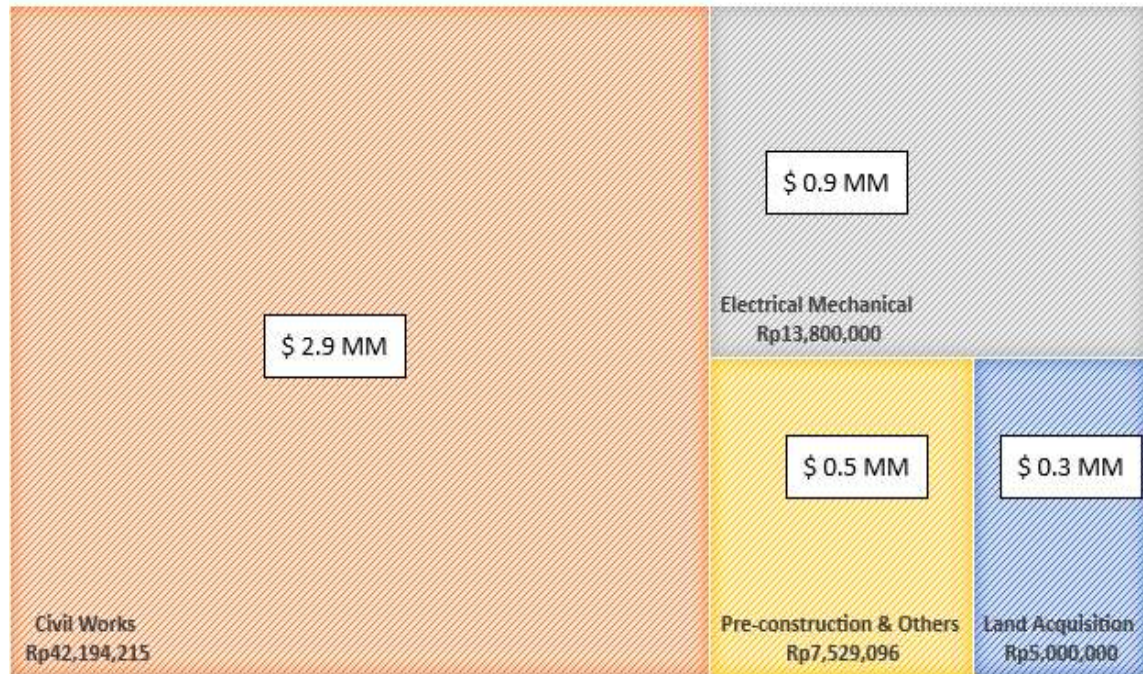 $ 2.9 MM
Civil Works
Rp42,194,215
$ 0.9 MM
Electrical Mechanical
Rp13,800,000
$ 0.5 MM
Pre-construction & Others
Rp7,529,096
$ 0.3 MM
Land Acquisition
Rp5,000,000